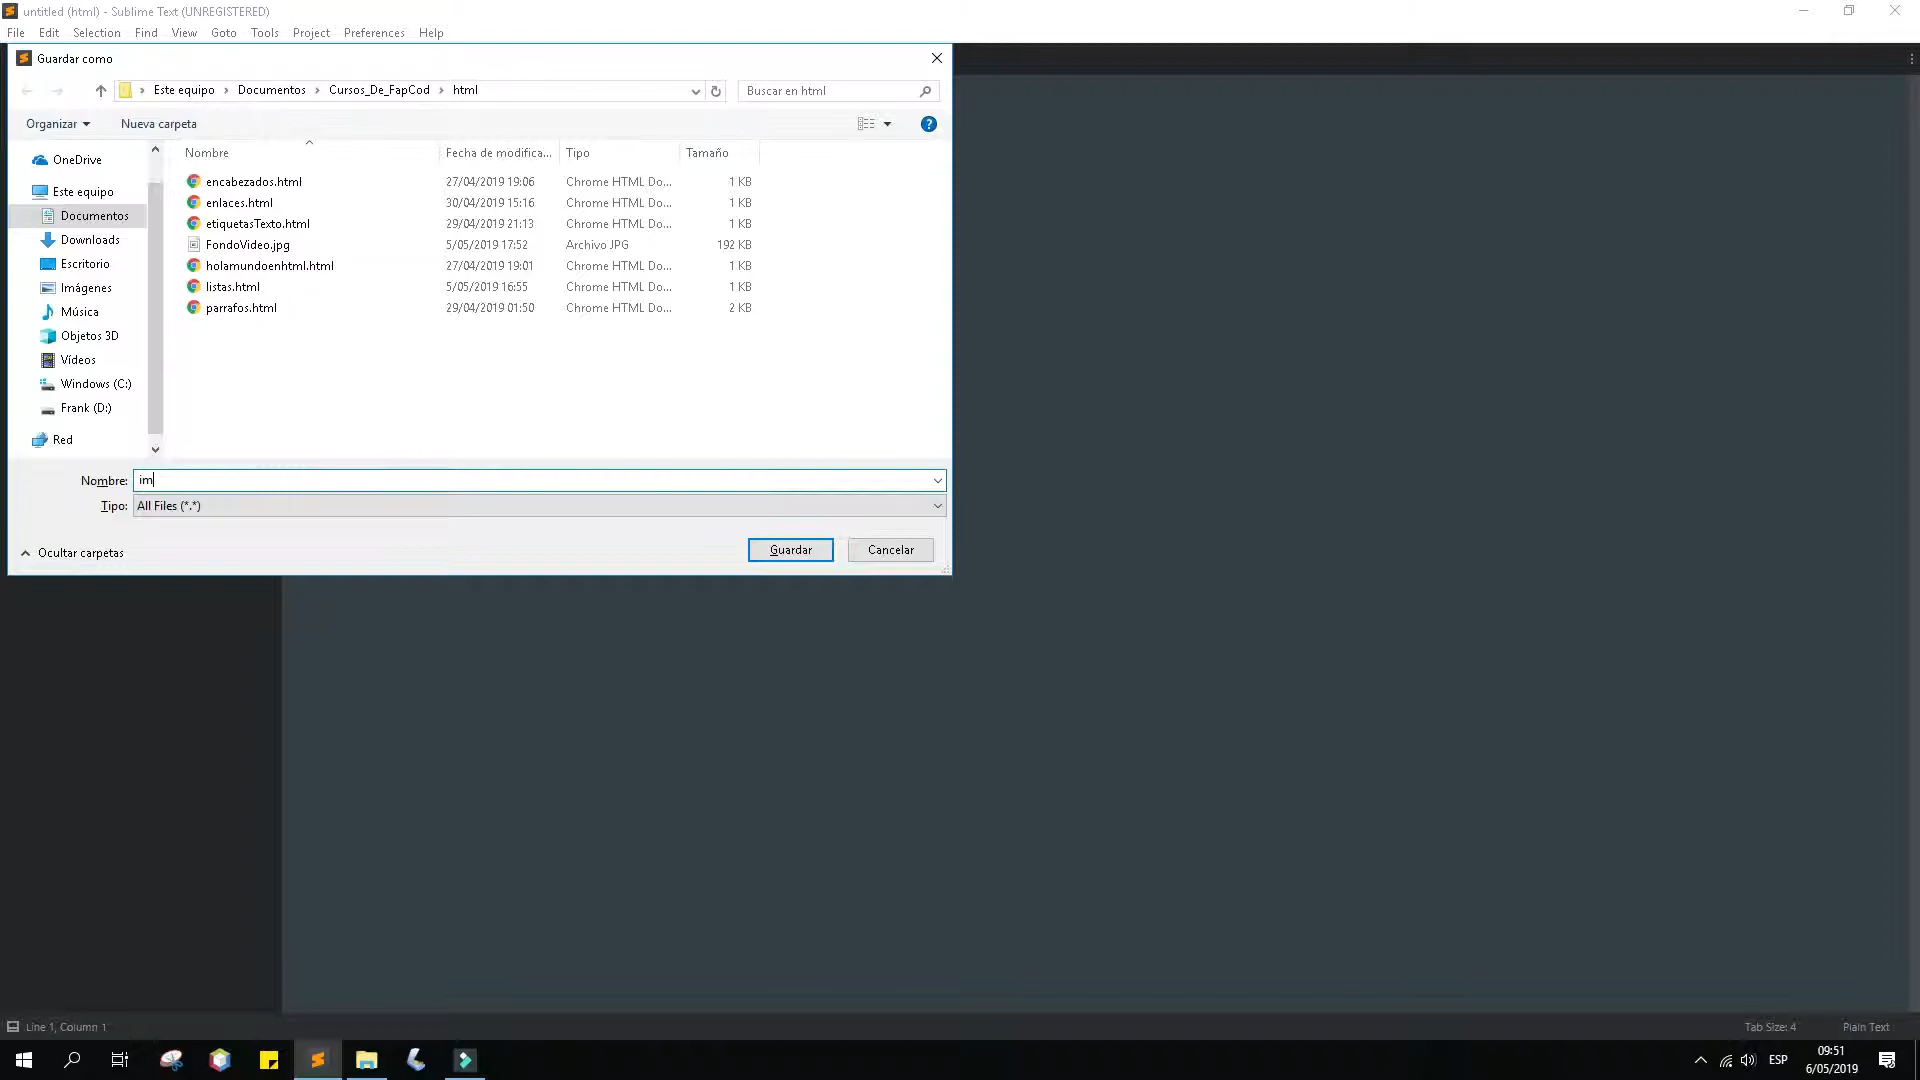 untitled (html) - Sublime Text (UNREGISTERED)
File Edit Selection Find View Goto Tools Project Preferences Help
Guardar como
Este equipo > Documentos > Cursos_De_FapCod > html
Buscar en html
Organizar Nueva carpeta
Nombre Fecha de modifica... Tipo Tamaño
OneDrive
Este equipo
Documentos
Downloads
Escritorio
Imágenes
Música
Objetos 3D
Vídeos
Windows (C:)
Frank (D:)
Red
encabezados.html 27/04/2019 19:06 Chrome HTML Do... 1 KB
enlaces.html 30/04/2019 15:16 Chrome HTML Do... 1 KB
etiquetasTexto.html 29/04/2019 21:13 Chrome HTML Do... 1 KB
FondoVideo.jpg 5/05/2019 17:52 Archivo JPG 192 KB
holamundoenhtml.html 27/04/2019 19:01 Chrome HTML Do... 1 KB
listas.html 5/05/2019 16:55 Chrome HTML Do... 1 KB
parrafos.html 29/04/2019 01:50 Chrome HTML Do... 2 KB
Nombre: im
Tipo: All Files (*.*)
Ocultar carpetas
Guardar Cancelar
Line 1, Column 1
Tab Size: 4 Plain Text
ESP
09:51
6/05/2019